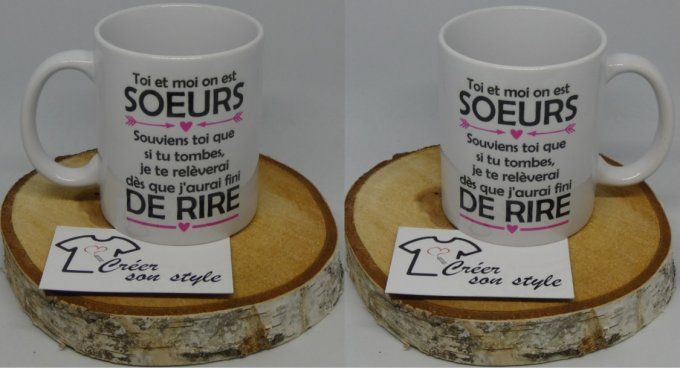 Toi et moi on est
SOEURS
Souviens toi que
si tu tombes,
je te relèverai
dès que j'aurai fini
DE RIRE
Créer
son style
Toi et moi on est
SOEURS
Souviens toi que
si tu tombes,
je te relèverai
dès que j'aurai fini
DE RIRE
Créer
son style